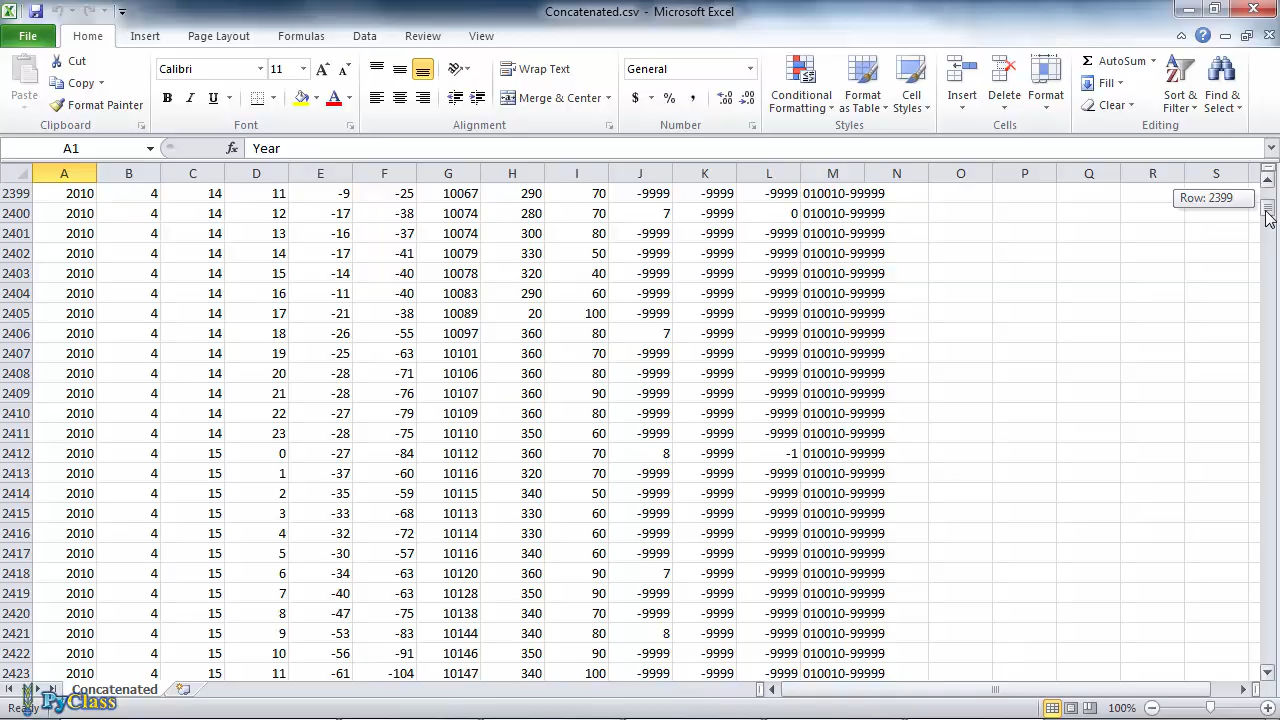 Concatenated.csv - Microsoft Excel
File Home Insert Page Layout Formulas Data Review View
Paste
Cut
Copy
Format Painter
Clipboard
Calibri 11
B I U A
Font
Wrap Text
Merge & Center
Alignment
General
$ % ,
Number
Conditional Formatting
Format as Table
Cell Styles
Styles
Insert
Delete
Format
Cells
AutoSum
Fill
Clear
Sort & Filter
Find & Select
Editing
A1 fx Year
A B C D E F G H I J K L M N O P Q R S
2399 2010 4 14 11 -9 -25 10067 290 70 -9999 -9999 -9999 010010-99999
Row: 2399
2400 2010 4 14 12 -17 -38 10074 280 70 7 -9999 0 010010-99999
2401 2010 4 14 13 -16 -37 10074 300 80 -9999 -9999 -9999 010010-99999
2402 2010 4 14 14 -17 -41 10079 330 50 -9999 -9999 -9999 010010-99999
2403 2010 4 14 15 -14 -40 10078 320 40 -9999 -9999 -9999 010010-99999
2404 2010 4 14 16 -11 -40 10083 290 60 -9999 -9999 -9999 010010-99999
2405 2010 4 14 17 -21 -38 10089 20 100 -9999 -9999 -9999 010010-99999
2406 2010 4 14 18 -26 -55 10097 360 80 7 -9999 -9999 010010-99999
2407 2010 4 14 19 -25 -63 10101 360 70 -9999 -9999 -9999 010010-99999
2408 2010 4 14 20 -28 -71 10106 360 80 -9999 -9999 -9999 010010-99999
2409 2010 4 14 21 -28 -76 10107 360 90 -9999 -9999 -9999 010010-99999
2410 2010 4 14 22 -27 -79 10109 360 80 -9999 -9999 -9999 010010-99999
2411 2010 4 14 23 -28 -75 10110 350 60 -9999 -9999 -9999 010010-99999
2412 2010 4 15 0 -27 -84 10112 360 70 8 -9999 -1 010010-99999
2413 2010 4 15 1 -37 -60 10116 320 70 -9999 -9999 -9999 010010-99999
2414 2010 4 15 2 -35 -59 10115 340 50 -9999 -9999 -9999 010010-99999
2415 2010 4 15 3 -33 -68 10113 330 60 -9999 -9999 -9999 010010-99999
2416 2010 4 15 4 -32 -72 10114 330 60 -9999 -9999 -9999 010010-99999
2417 2010 4 15 5 -30 -57 10116 340 60 -9999 -9999 -9999 010010-99999
2418 2010 4 15 6 -34 -63 10120 360 90 7 -9999 -9999 010010-99999
2419 2010 4 15 7 -40 -63 10128 350 90 -9999 -9999 -9999 010010-99999
2420 2010 4 15 8 -47 -75 10138 340 70 -9999 -9999 -9999 010010-99999
2421 2010 4 15 9 -53 -83 10144 340 80 8 -9999 -9999 010010-99999
2422 2010 4 15 10 -56 -91 10146 350 90 -9999 -9999 -9999 010010-99999
2423 2010 4 15 11 -61 -104 10147 340 100 -9999 -9999 -9999 010010-99999
Concatenated
PyClass
100%